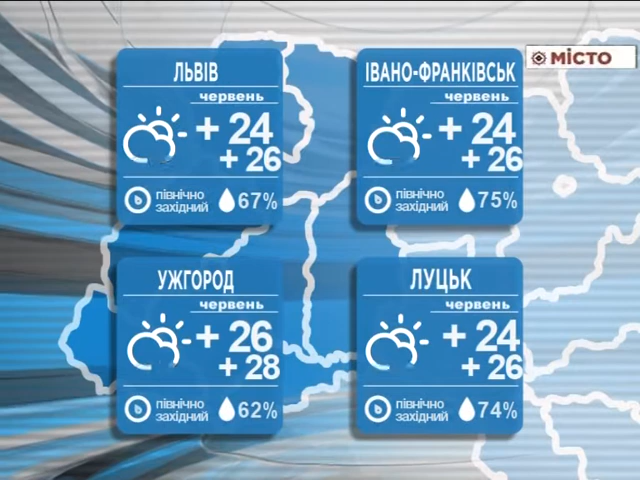 МІСТО
ЛЬВІВ
червень
+ 24
+ 26
північно
західний
67%
ІВАНО-ФРАНКІВСЬК
червень
+ 24
+ 26
північно
західний
75%
УЖГОРОД
червень
+ 26
+ 28
північно
західний
62%
ЛУЦЬК
червень
+ 24
+ 26
північно
західний
74%